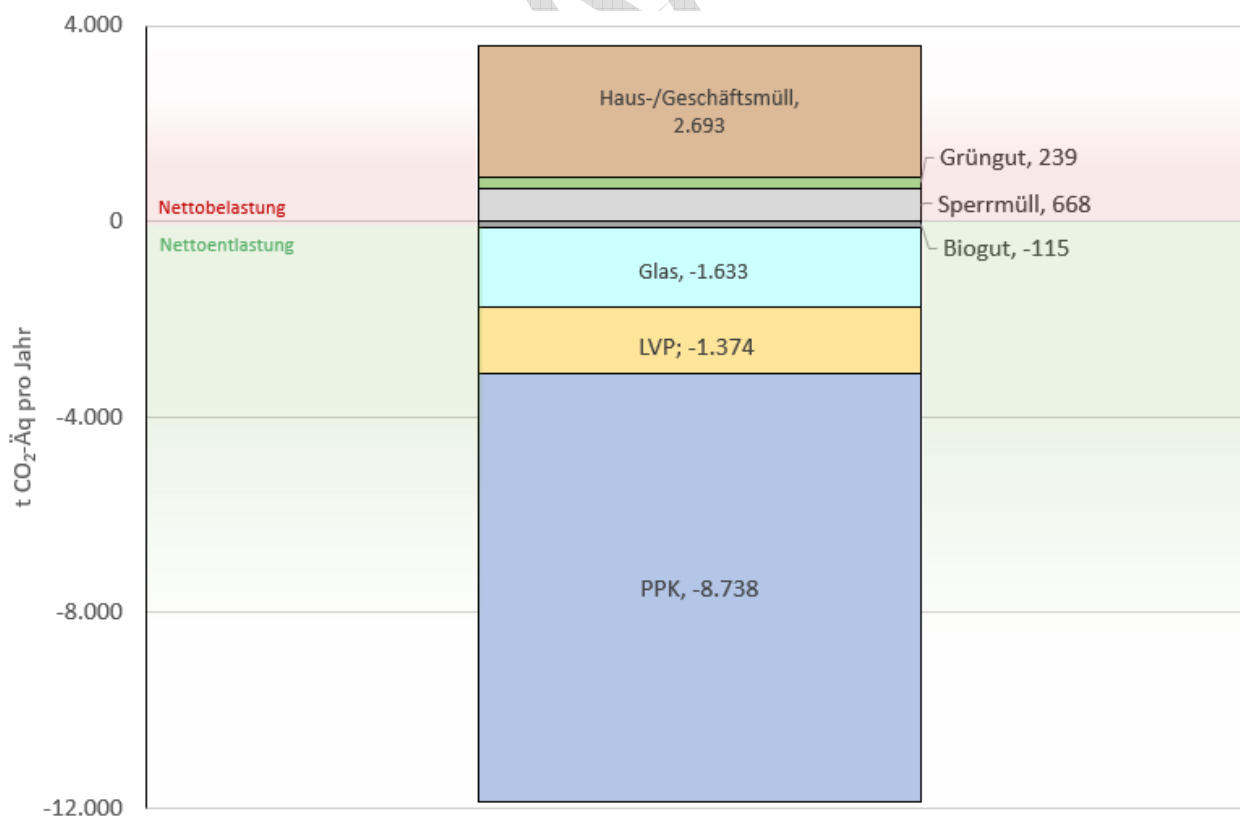 4.000
Haus-/Geschäftsmüll,
2.693
Grüngut, 239
Sperrmüll, 668
Nettobelastung
0
Nettoentlastung
Biogut, -115
Glas, -1.633
LVP; -1.374
t CO₂-Äq pro Jahr
-4.000
PPK, -8.738
-8.000
-12.000